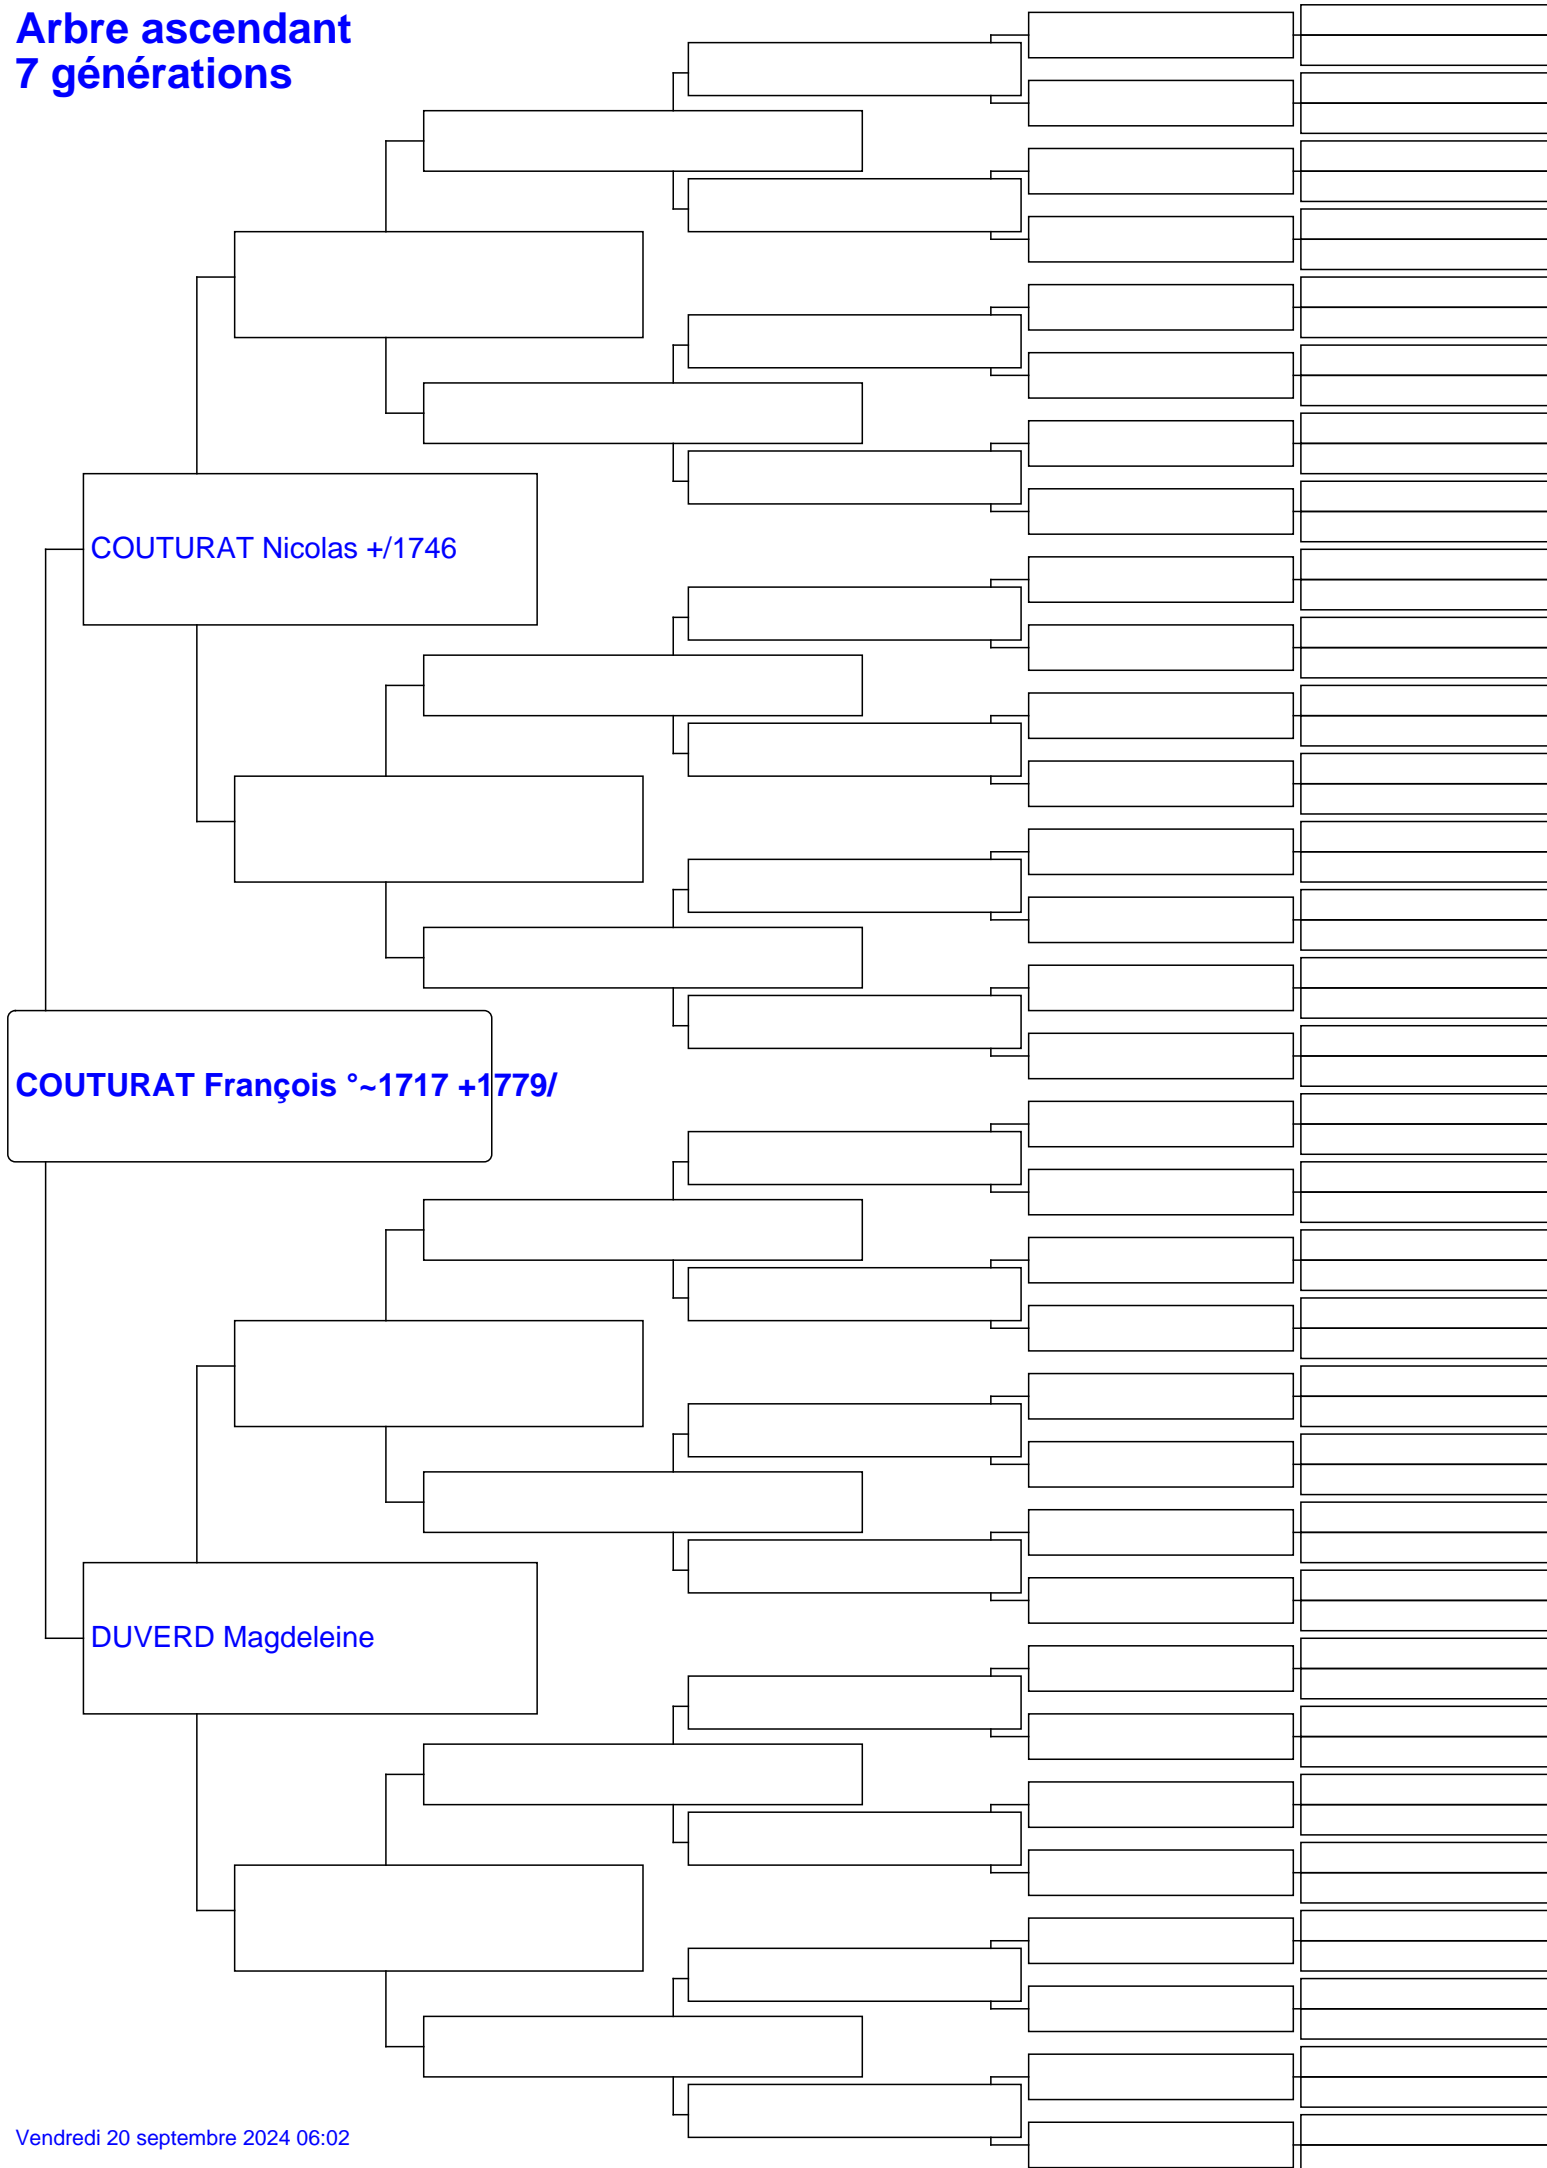 Arbre ascendant
7 générations
COUTURAT Nicolas +/1746
COUTURAT François °~1717 +1779/
DUVERD Magdeleine
Vendredi 20 septembre 2024 06:02